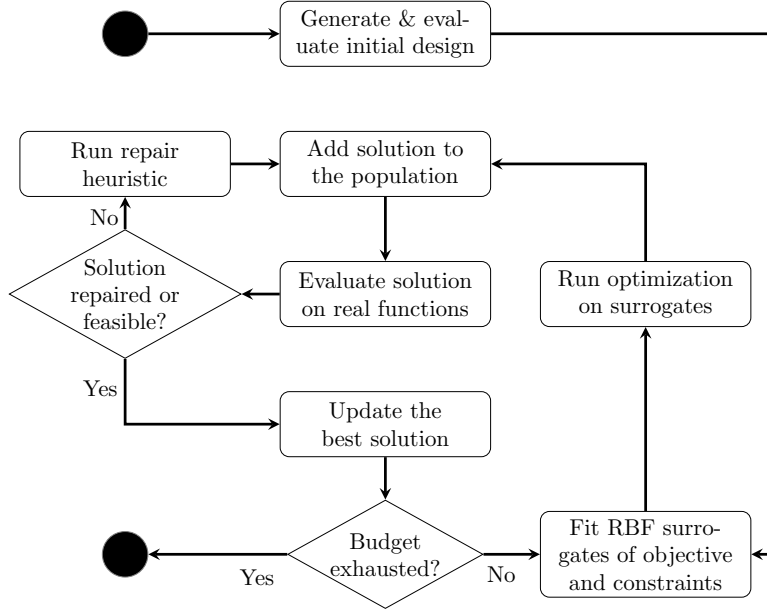 Generate & eval-
uate initial design
Run repair
heuristic
Add solution to
the population
No
Solution
repaired or
feasible?
Evaluate solution
on real functions
Run optimization
on surrogates
Yes
Update the
best solution
Budget
exhausted?
Yes
No
Fit RBF surro-
gates of objective
and constraints